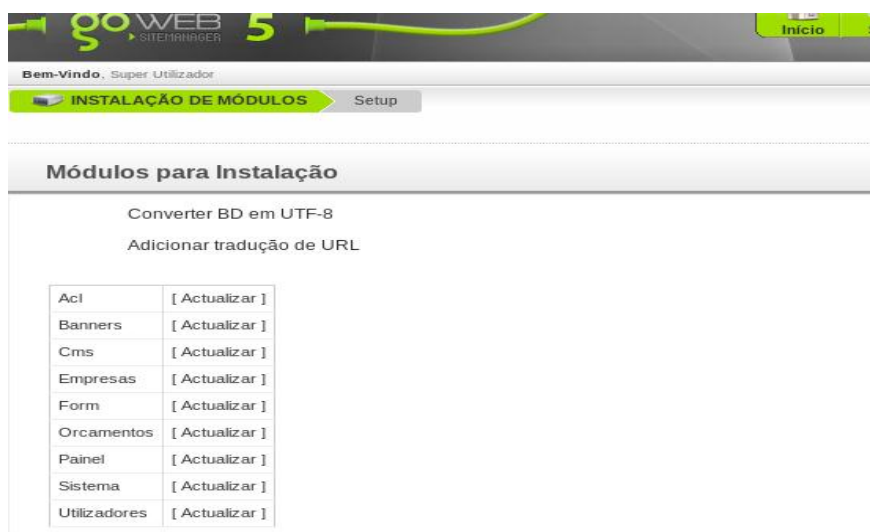 goWEB 5
SITEMANAGER
Início
Bem-Vindo, Super Utilizador
INSTALAÇÃO DE MÓDULOS Setup
Módulos para Instalação
Converter BD em UTF-8
Adicionar tradução de URL
Acl [ Actualizar ]
Banners [ Actualizar ]
Cms [ Actualizar ]
Empresas [ Actualizar ]
Form [ Actualizar ]
Orcamentos [ Actualizar ]
Painel [ Actualizar ]
Sistema [ Actualizar ]
Utilizadores [ Actualizar ]